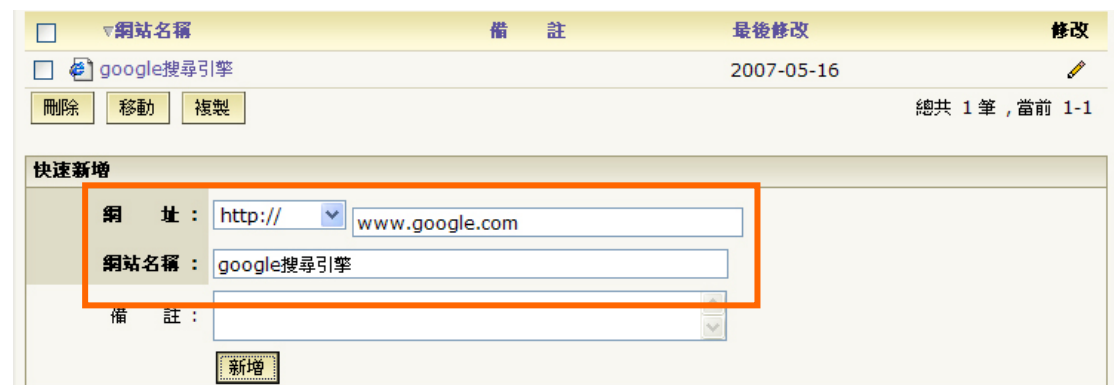 ▿網站名稱 備 註 最後修改 修改
google搜尋引擎 2007-05-16
刪除 移動 複製 總共 1 筆 , 當前 1-1
快速新增
網 址 : http:// www.google.com
網站名稱 : google搜尋引擎
備 註 :
新增